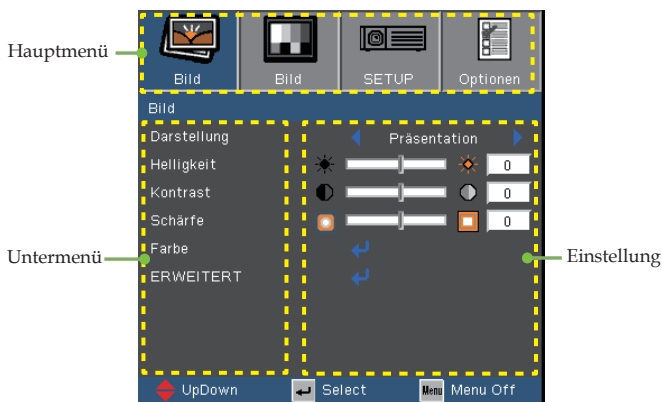 Hauptmenü
Bild Bild SETUP Optionen
Bild
Darstellung Präsentation
Helligkeit 0
Kontrast 0
Schärfe 0
Farbe
ERWEITERT
Untermenü
Einstellung
UpDown Select Menu Menu Off